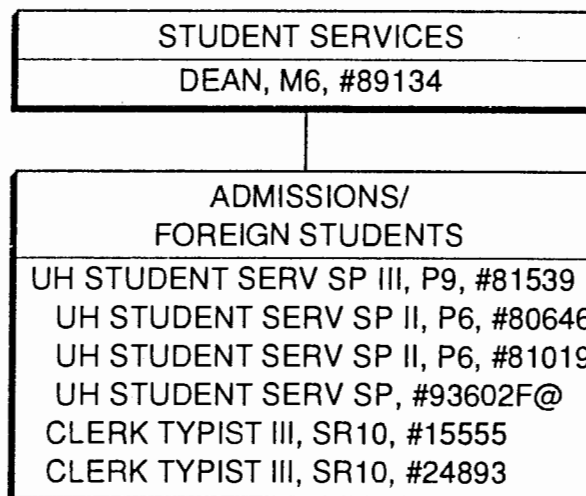 STUDENT SERVICES
DEAN, M6, #89134
ADMISSIONS/
FOREIGN STUDENTS
UH STUDENT SERV SP III, P9, #81539
UH STUDENT SERV SP II, P6, #80646
UH STUDENT SERV SP II, P6, #81019
UH STUDENT SERV SP, #93602F@
CLERK TYPIST III, SR10, #15555
CLERK TYPIST III, SR10, #24893